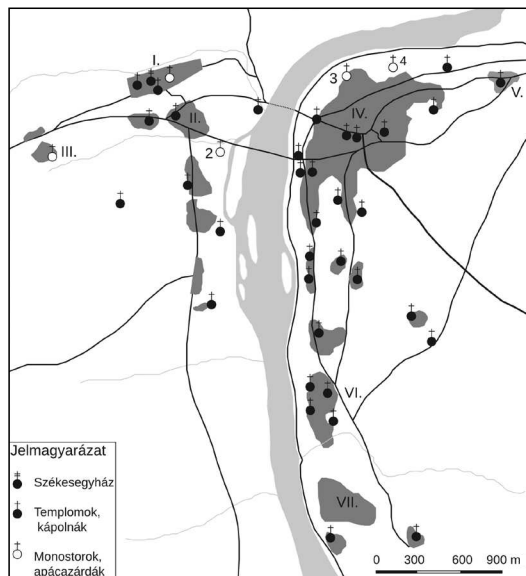 I.
3
4
V.
IV.
II.
III.
2
VI.
Jelmagyarázat
Székesegyház
Templomok,
kápolnák
Monostorok,
apácazárdák
VII.
0 300 600 900 m